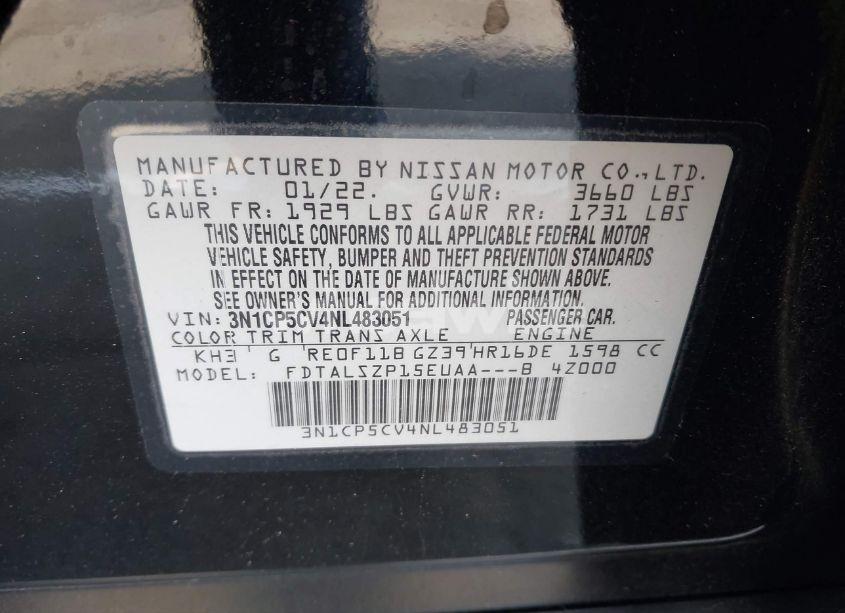 MANUFACTURED BY NISSAN MOTOR CO., LTD.
DATE: 01/22. GVWR: 3660 LBS
GAWR FR: 1929 LBS GAWR RR: 1731 LBS
THIS VEHICLE CONFORMS TO ALL APPLICABLE FEDERAL MOTOR
VEHICLE SAFETY, BUMPER AND THEFT PREVENTION STANDARDS
IN EFFECT ON THE DATE OF MANUFACTURE SHOWN ABOVE.
SEE OWNER'S MANUAL FOR ADDITIONAL INFORMATION.
VIN: 3N1CP5CV4NL483051 PASSENGER CAR.
COLOR TRIM TRANS AXLE ENGINE
KH3 G RE0F11B GZ39 HR16DE 1598 CC
MODEL: FDTALSZP15EUAA---B 4Z000
3N1CP5CV4NL483051